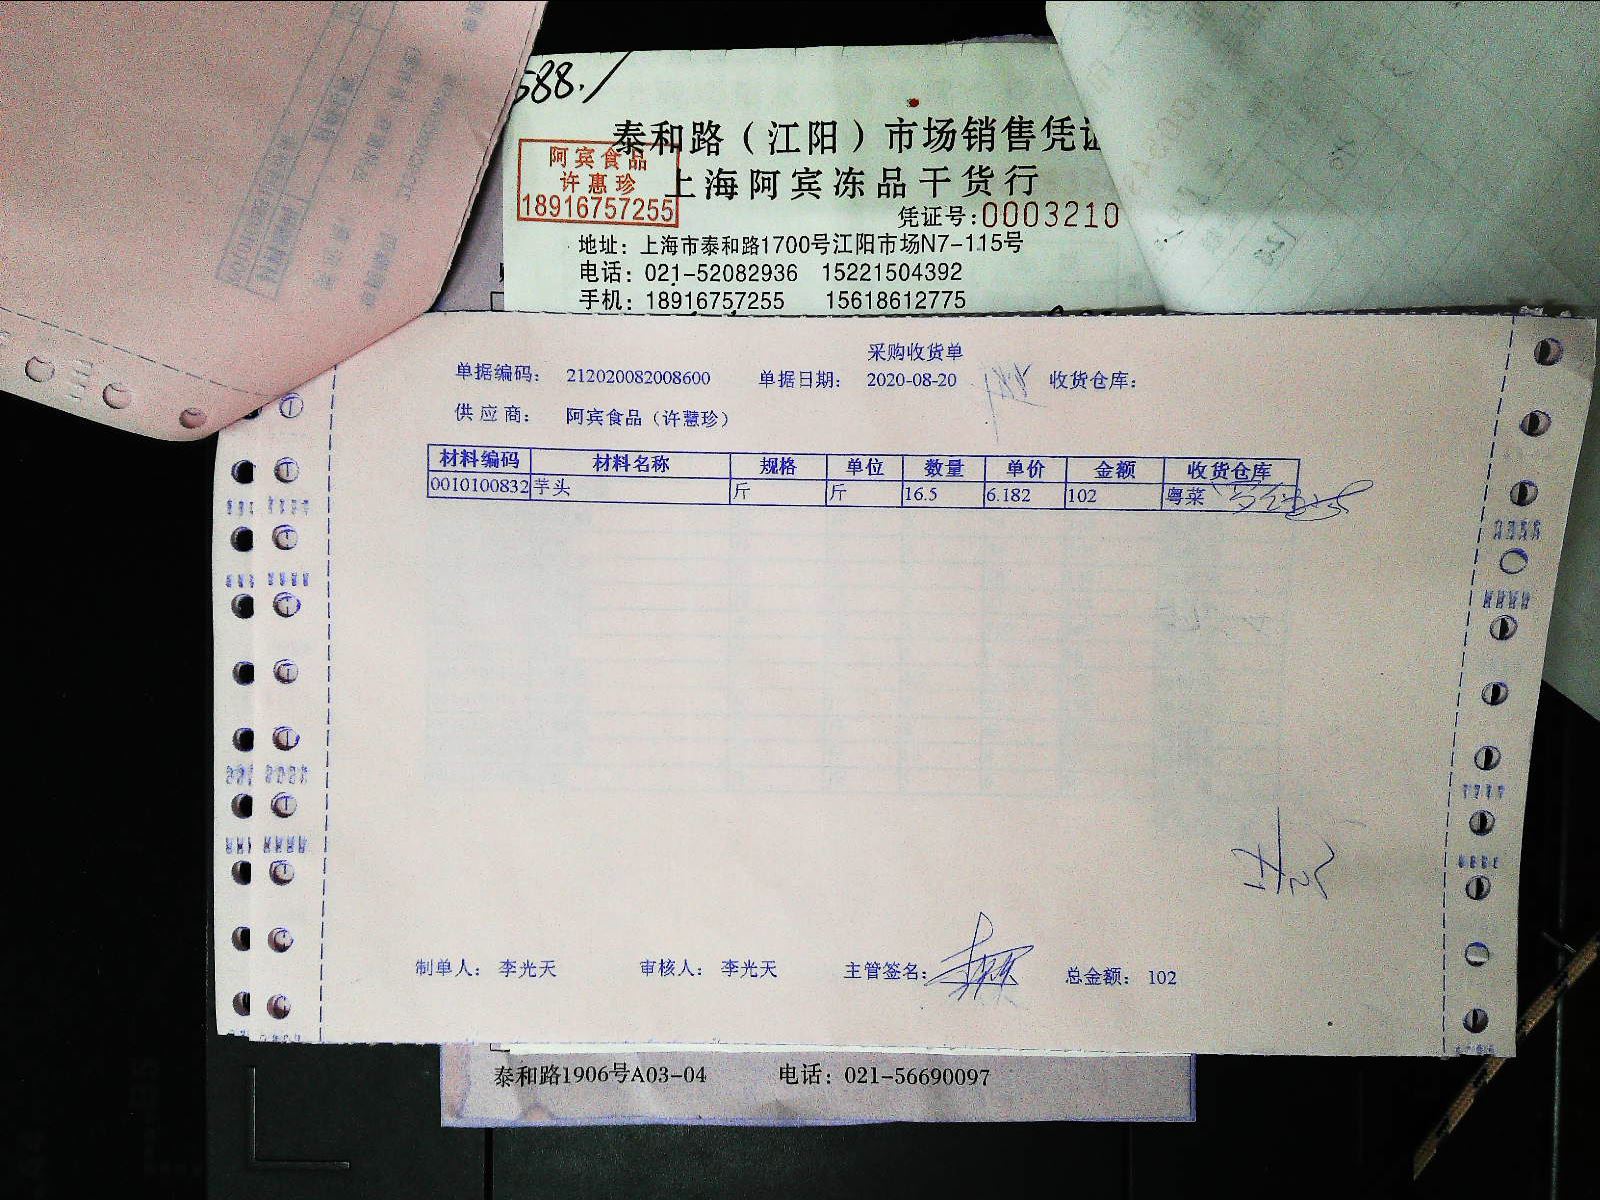 588.
泰和路（江阳）市场销售凭证
阿宾食品
许惠珍
18916757255
上海阿宾冻品干货行
凭证号:0003210
地址：上海市泰和路1700号江阳市场N7-115号
电话：021-52082936 15221504392
手机：18916757255 15618612775
采购收货单
单据编码： 212020082008600 单据日期： 2020-08-20 收货仓库：
供应商： 阿宾食品（许慧珍）
材料编码 材料名称 规格 单位 数量 单价 金额 收货仓库
0010100832 芋头 斤 斤 16.5 6.182 102 粤菜
制单人： 李光天 审核人： 李光天 主管签名： 总金额： 102
泰和路1906号A03-04 电话：021-56690097